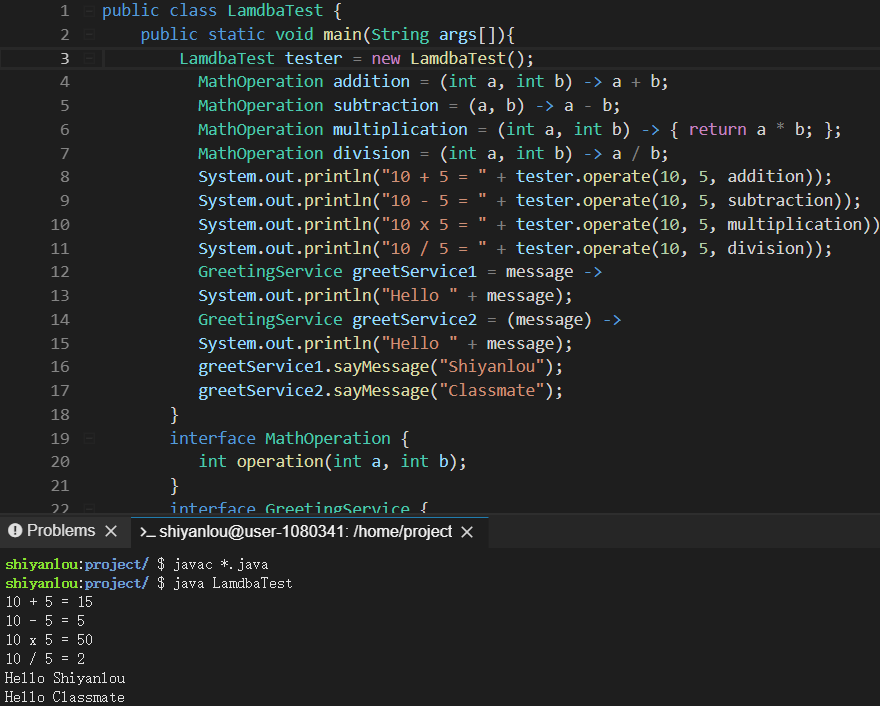 1 public class LamdbaTest {
2 public static void main(String args[]){
3 LamdbaTest tester = new LamdbaTest();
4 MathOperation addition = (int a, int b) -> a + b;
5 MathOperation subtraction = (a, b) -> a - b;
6 MathOperation multiplication = (int a, int b) -> { return a * b; };
7 MathOperation division = (int a, int b) -> a / b;
8 System.out.println("10 + 5 = " + tester.operate(10, 5, addition));
9 System.out.println("10 - 5 = " + tester.operate(10, 5, subtraction));
10 System.out.println("10 x 5 = " + tester.operate(10, 5, multiplication))
11 System.out.println("10 / 5 = " + tester.operate(10, 5, division));
12 GreetingService greetService1 = message ->
13 System.out.println("Hello " + message);
14 GreetingService greetService2 = (message) ->
15 System.out.println("Hello " + message);
16 greetService1.sayMessage("Shiyanlou");
17 greetService2.sayMessage("Classmate");
18 }
19 interface MathOperation {
20 int operation(int a, int b);
21 }
22 interface GreetingService {
Problems × >_ shiyanlou@user-1080341: /home/project ×
shiyanlou:project/ $ javac *.java
shiyanlou:project/ $ java LamdbaTest
10 + 5 = 15
10 - 5 = 5
10 x 5 = 50
10 / 5 = 2
Hello Shiyanlou
Hello Classmate